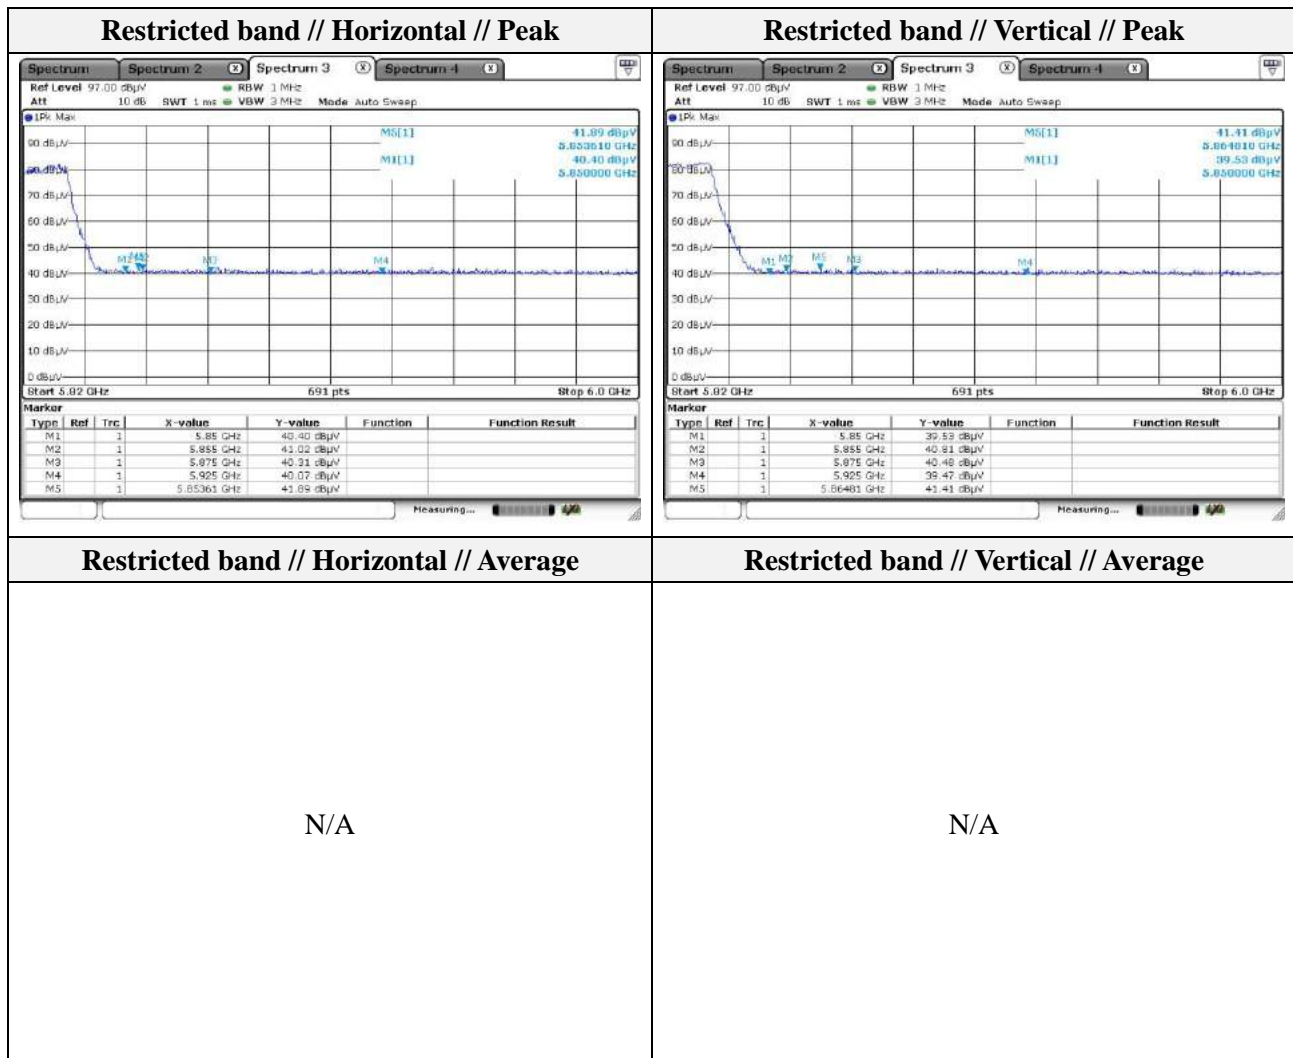 Restricted band // Horizontal // Peak
Restricted band // Vertical // Peak
Spectrum Spectrum 2 Spectrum 3 Spectrum 4
Ref Level 97.00 dBµV RBW 1 MHz
Att 10 dB SWT 1 ms VBW 3 MHz Mode Auto Sweep
1Pk Max
M5[1] 41.89 dBµV
5.853610 GHz
M1[1] 40.40 dBµV
5.850000 GHz
90 dBµV
80 dBµV
70 dBµV
60 dBµV
50 dBµV
M3 M4
40 dBµV
30 dBµV
20 dBµV
10 dBµV
0 dBµV
Start 5.82 GHz 691 pts Stop 6.0 GHz
Marker
Type Ref Trc X-value Y-value Function Function Result
M1 1 5.85 GHz 40.40 dBµV
M2 1 5.855 GHz 41.02 dBµV
M3 1 5.875 GHz 40.31 dBµV
M4 1 5.925 GHz 40.07 dBµV
M5 1 5.85361 GHz 41.89 dBµV
Measuring...
Spectrum Spectrum 2 Spectrum 3 Spectrum 4
Ref Level 97.00 dBµV RBW 1 MHz
Att 10 dB SWT 1 ms VBW 3 MHz Mode Auto Sweep
1Pk Max
M5[1] 41.41 dBµV
5.864810 GHz
M1[1] 39.53 dBµV
5.850000 GHz
90 dBµV
80 dBµV
70 dBµV
60 dBµV
50 dBµV
M1 M2 M5 M3 M4
40 dBµV
30 dBµV
20 dBµV
10 dBµV
0 dBµV
Start 5.82 GHz 691 pts Stop 6.0 GHz
Marker
Type Ref Trc X-value Y-value Function Function Result
M1 1 5.85 GHz 39.53 dBµV
M2 1 5.855 GHz 40.81 dBµV
M3 1 5.875 GHz 40.48 dBµV
M4 1 5.925 GHz 39.47 dBµV
M5 1 5.86481 GHz 41.41 dBµV
Measuring...
Restricted band // Horizontal // Average
Restricted band // Vertical // Average
N/A
N/A